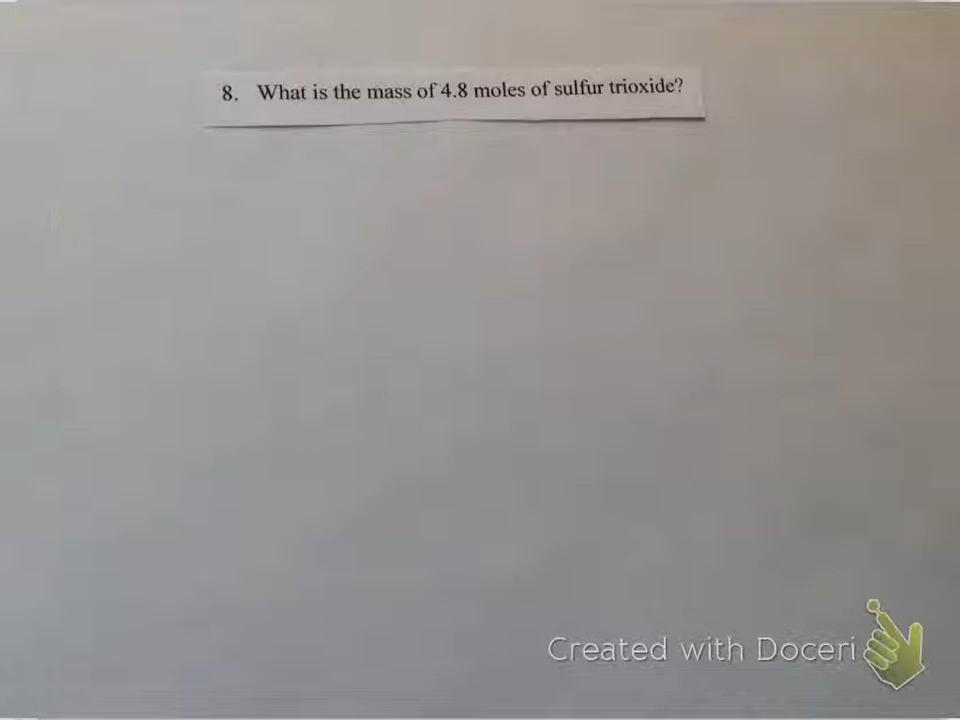 8. What is the mass of 4.8 moles of sulfur trioxide?
Created with Doceri